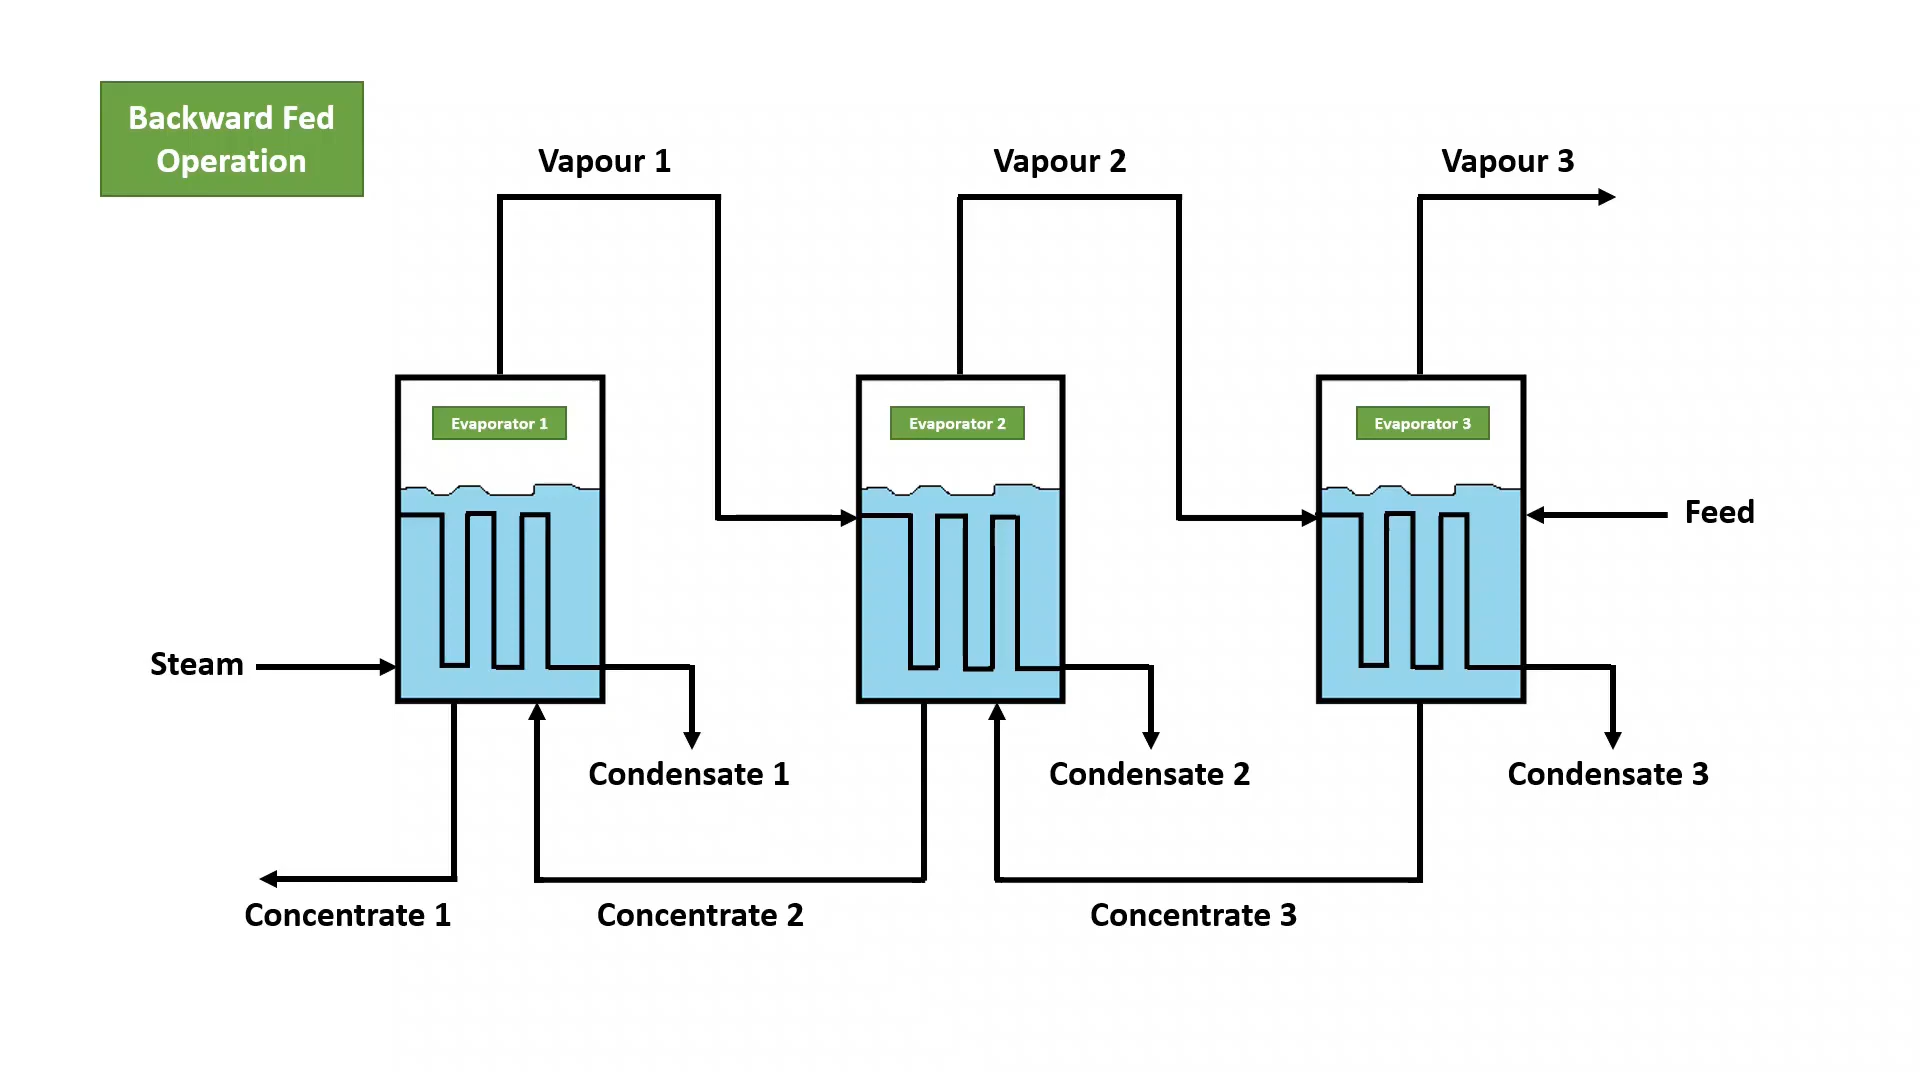 Backward Fed
Operation
Vapour 1
Vapour 2
Vapour 3
Evaporator 1
Evaporator 2
Evaporator 3
Feed
Steam
Condensate 1
Condensate 2
Condensate 3
Concentrate 1
Concentrate 2
Concentrate 3